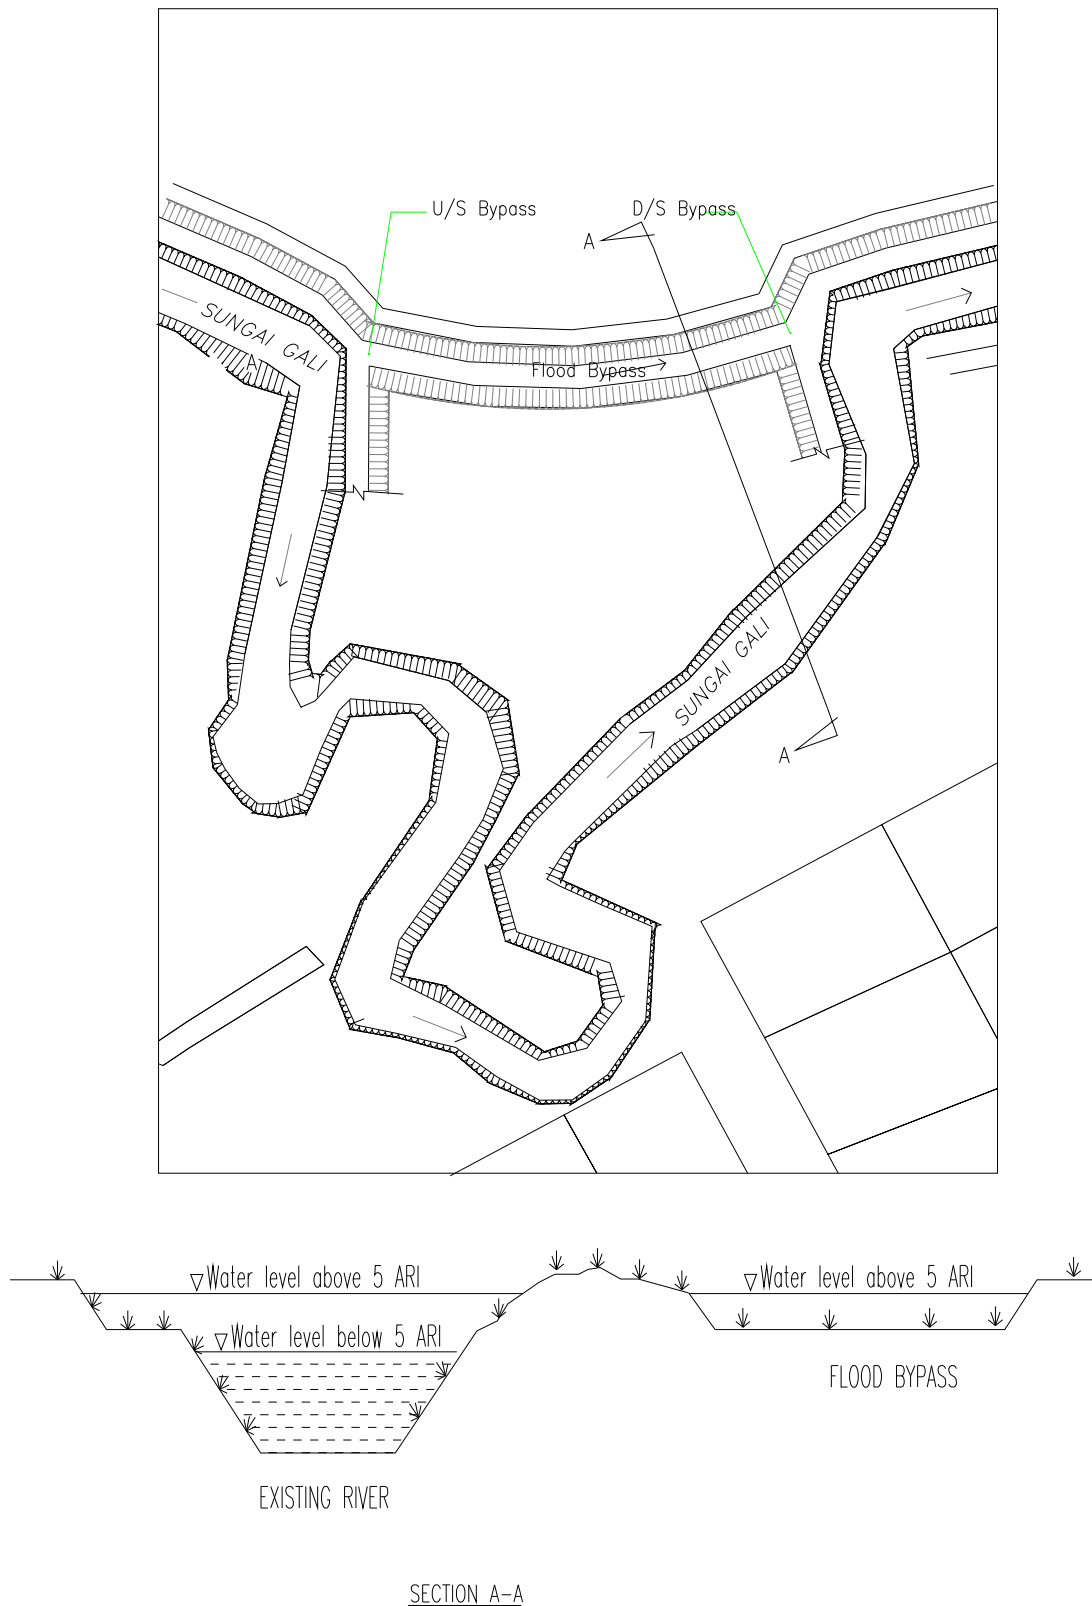 U/S Bypass
D/S Bypass
A
SUNGAI GALI
Flood Bypass
SUNGAI GALI
A
Water level above 5 ARI
Water level above 5 ARI
Water level below 5 ARI
FLOOD BYPASS
EXISTING RIVER
SECTION A-A